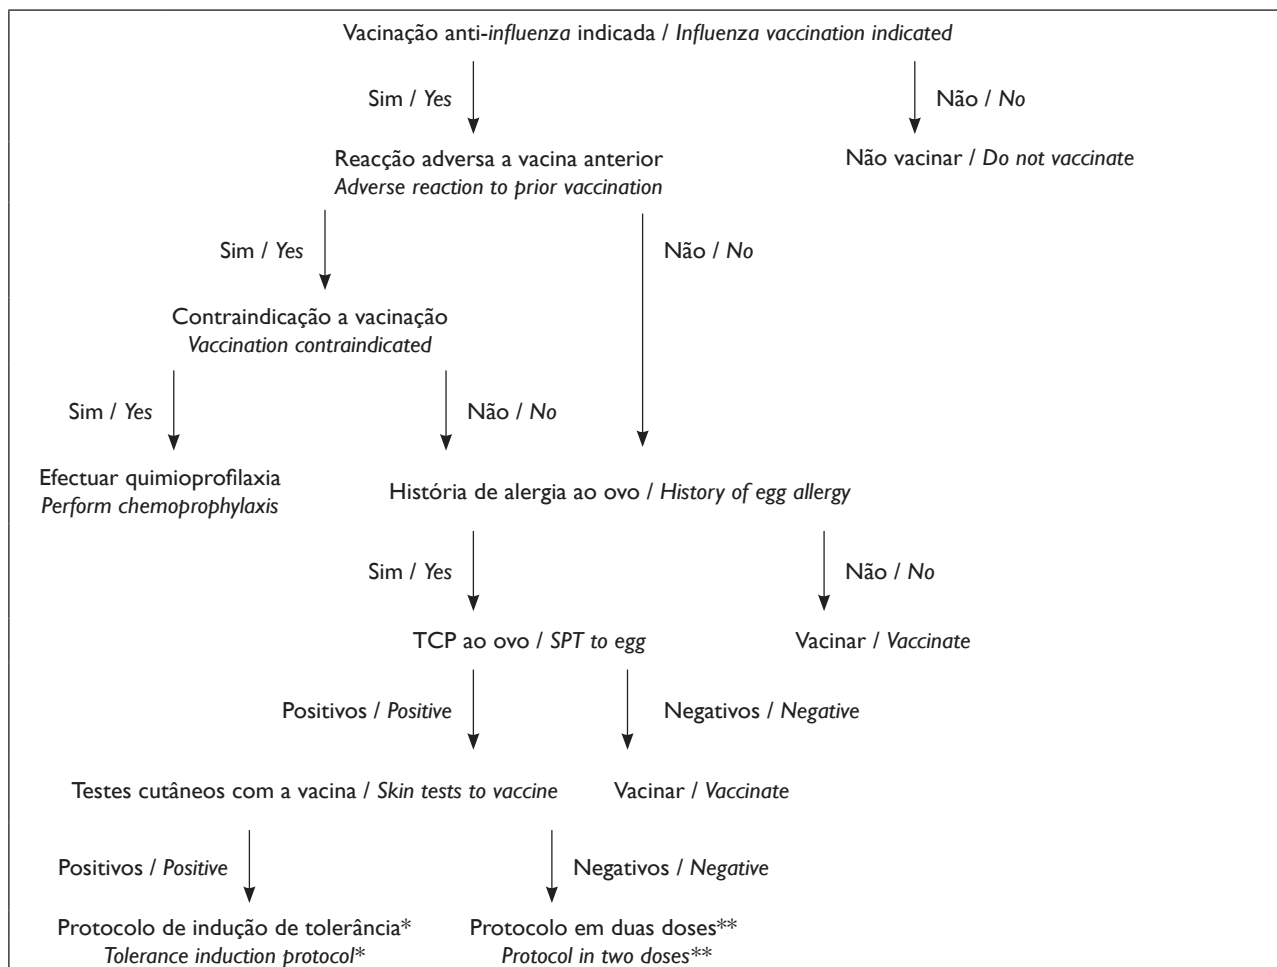 Vacinação anti-influenza indicada / Influenza vaccination indicated
Sim / Yes
Não / No
Reacção adversa a vacina anterior
Adverse reaction to prior vaccination
Não vacinar / Do not vaccinate
Sim / Yes
Não / No
Contraindicação a vacinação
Vaccination contraindicated
Sim / Yes
Não / No
Efectuar quimioprofilaxia
Perform chemoprophylaxis
História de alergia ao ovo / History of egg allergy
Sim / Yes
Não / No
TCP ao ovo / SPT to egg
Vacinar / Vaccinate
Positivos / Positive
Negativos / Negative
Testes cutâneos com a vacina / Skin tests to vaccine
Vacinar / Vaccinate
Positivos / Positive
Negativos / Negative
Protocolo de indução de tolerância*
Tolerance induction protocol*
Protocolo em duas doses**
Protocol in two doses**